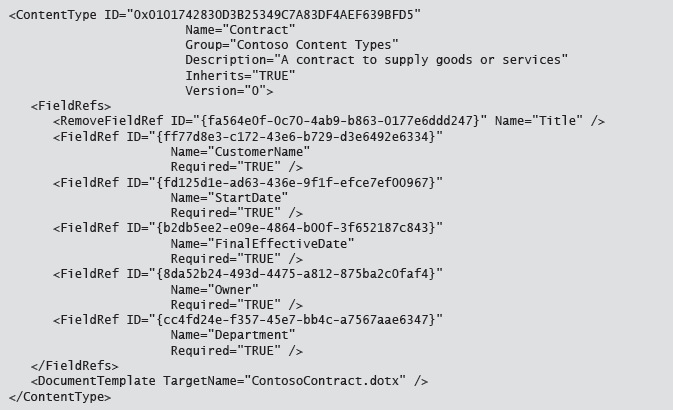 <ContentType ID="0x0101742830D3B25349C7A83DF4AEF639BFD5"
Name="Contract"
Group="Contoso Content Types"
Description="A contract to supply goods or services"
Inherits="TRUE"
Version="0">
<FieldRefs>
<RemoveFieldRef ID="{fa564e0f-0c70-4ab9-b863-0177e6ddd247}" Name="Title" />
<FieldRef ID="{ff77d8e3-c172-43e6-b729-d3e6492e6334}"
Name="CustomerName"
Required="TRUE" />
<FieldRef ID="{fd125d1e-ad63-436e-9f1f-efce7ef00967}"
Name="StartDate"
Required="TRUE" />
<FieldRef ID="{b2db5ee2-e09e-4864-b00f-3f652187c843}"
Name="FinalEffectiveDate"
Required="TRUE" />
<FieldRef ID="{8da52b24-493d-4475-a812-875ba2c0faf4}"
Name="Owner"
Required="TRUE" />
<FieldRef ID="{cc4fd24e-f357-45e7-bb4c-a7567aae6347}"
Name="Department"
Required="TRUE" />
</FieldRefs>
<DocumentTemplate TargetName="ContosoContract.dotx" />
</ContentType>